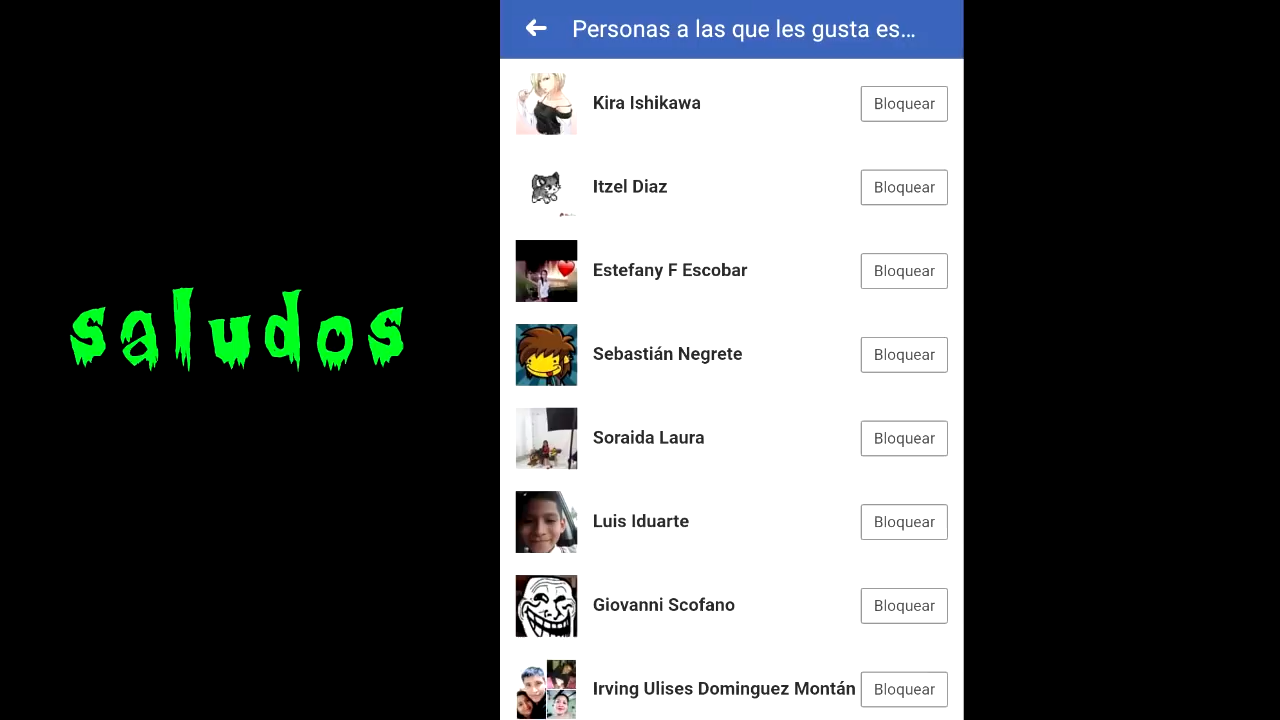 saludos
Personas a las que les gusta es…
Kira Ishikawa
Bloquear
Itzel Diaz
Bloquear
Estefany F Escobar
Bloquear
Sebastián Negrete
Bloquear
Soraida Laura
Bloquear
Luis Iduarte
Bloquear
Giovanni Scofano
Bloquear
Irving Ulises Dominguez Montán
Bloquear